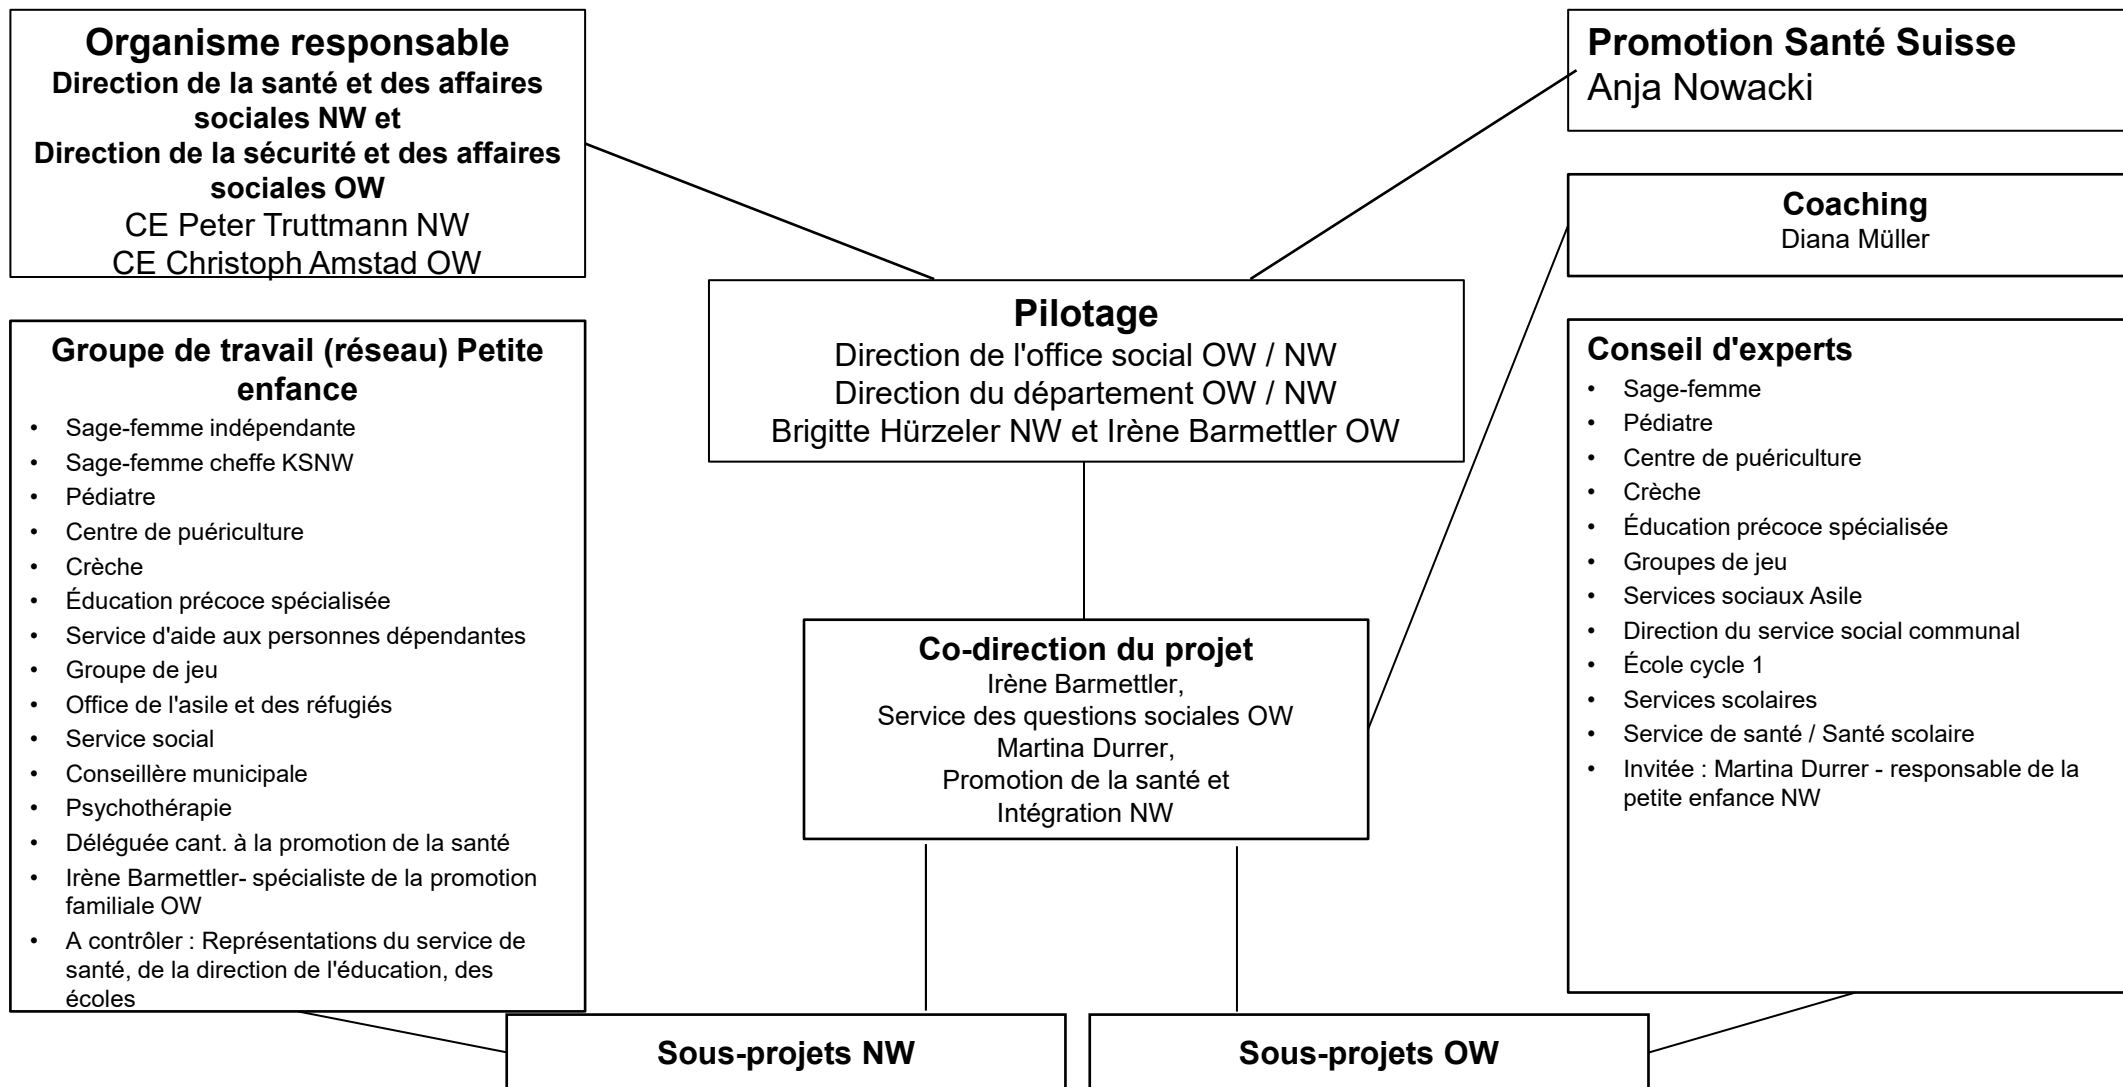 Organisme responsable
Direction de la santé et des affaires
sociales NW et
Direction de la sécurité et des affaires
sociales OW
CE Peter Truttmann NW
CE Christoph Amstad OW
Promotion Santé Suisse
Anja Nowacki
Coaching
Diana Müller
Pilotage
Direction de l'office social OW / NW
Direction du département OW / NW
Brigitte Hürzeler NW et Irène Barmettler OW
Groupe de travail (réseau) Petite
enfance
• Sage-femme indépendante
• Sage-femme cheffe KSNW
• Pédiatre
• Centre de puériculture
• Crèche
• Éducation précoce spécialisée
• Service d'aide aux personnes dépendantes
• Groupe de jeu
• Office de l'asile et des réfugiés
• Service social
• Conseillère municipale
• Psychothérapie
• Déléguée cant. à la promotion de la santé
• Irène Barmettler- spécialiste de la promotion
familiale OW
• A contrôler : Représentations du service de
santé, de la direction de l'éducation, des
écoles
Co-direction du projet
Irène Barmettler,
Service des questions sociales OW
Martina Durrer,
Promotion de la santé et
Intégration NW
Conseil d'experts
• Sage-femme
• Pédiatre
• Centre de puériculture
• Crèche
• Éducation précoce spécialisée
• Groupes de jeu
• Services sociaux Asile
• Direction du service social communal
• École cycle 1
• Services scolaires
• Service de santé / Santé scolaire
• Invitée : Martina Durrer - responsable de la
petite enfance NW
Sous-projets NW
Sous-projets OW